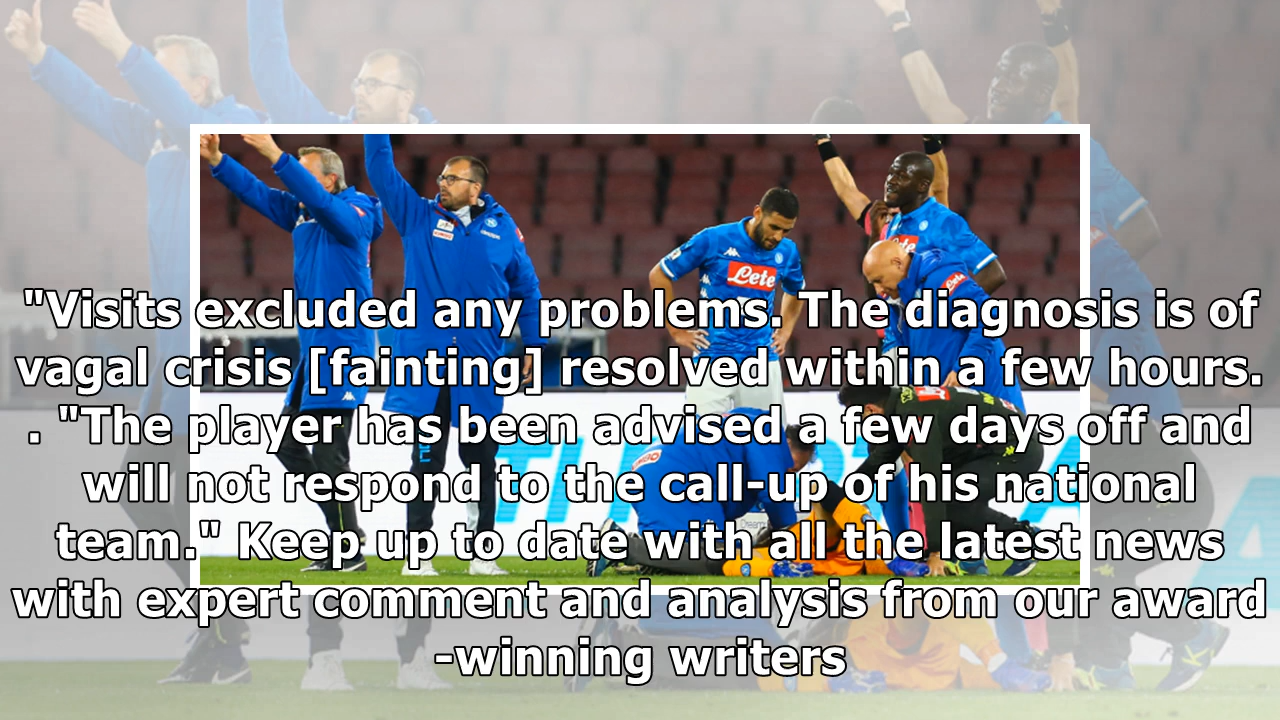 "Visits excluded any problems. The diagnosis is of
vagal crisis [fainting] resolved within a few hours.
. "The player has been advised a few days off and
will not respond to the call-up of his national
team." Keep up to date with all the latest news
with expert comment and analysis from our award
-winning writers
Lete